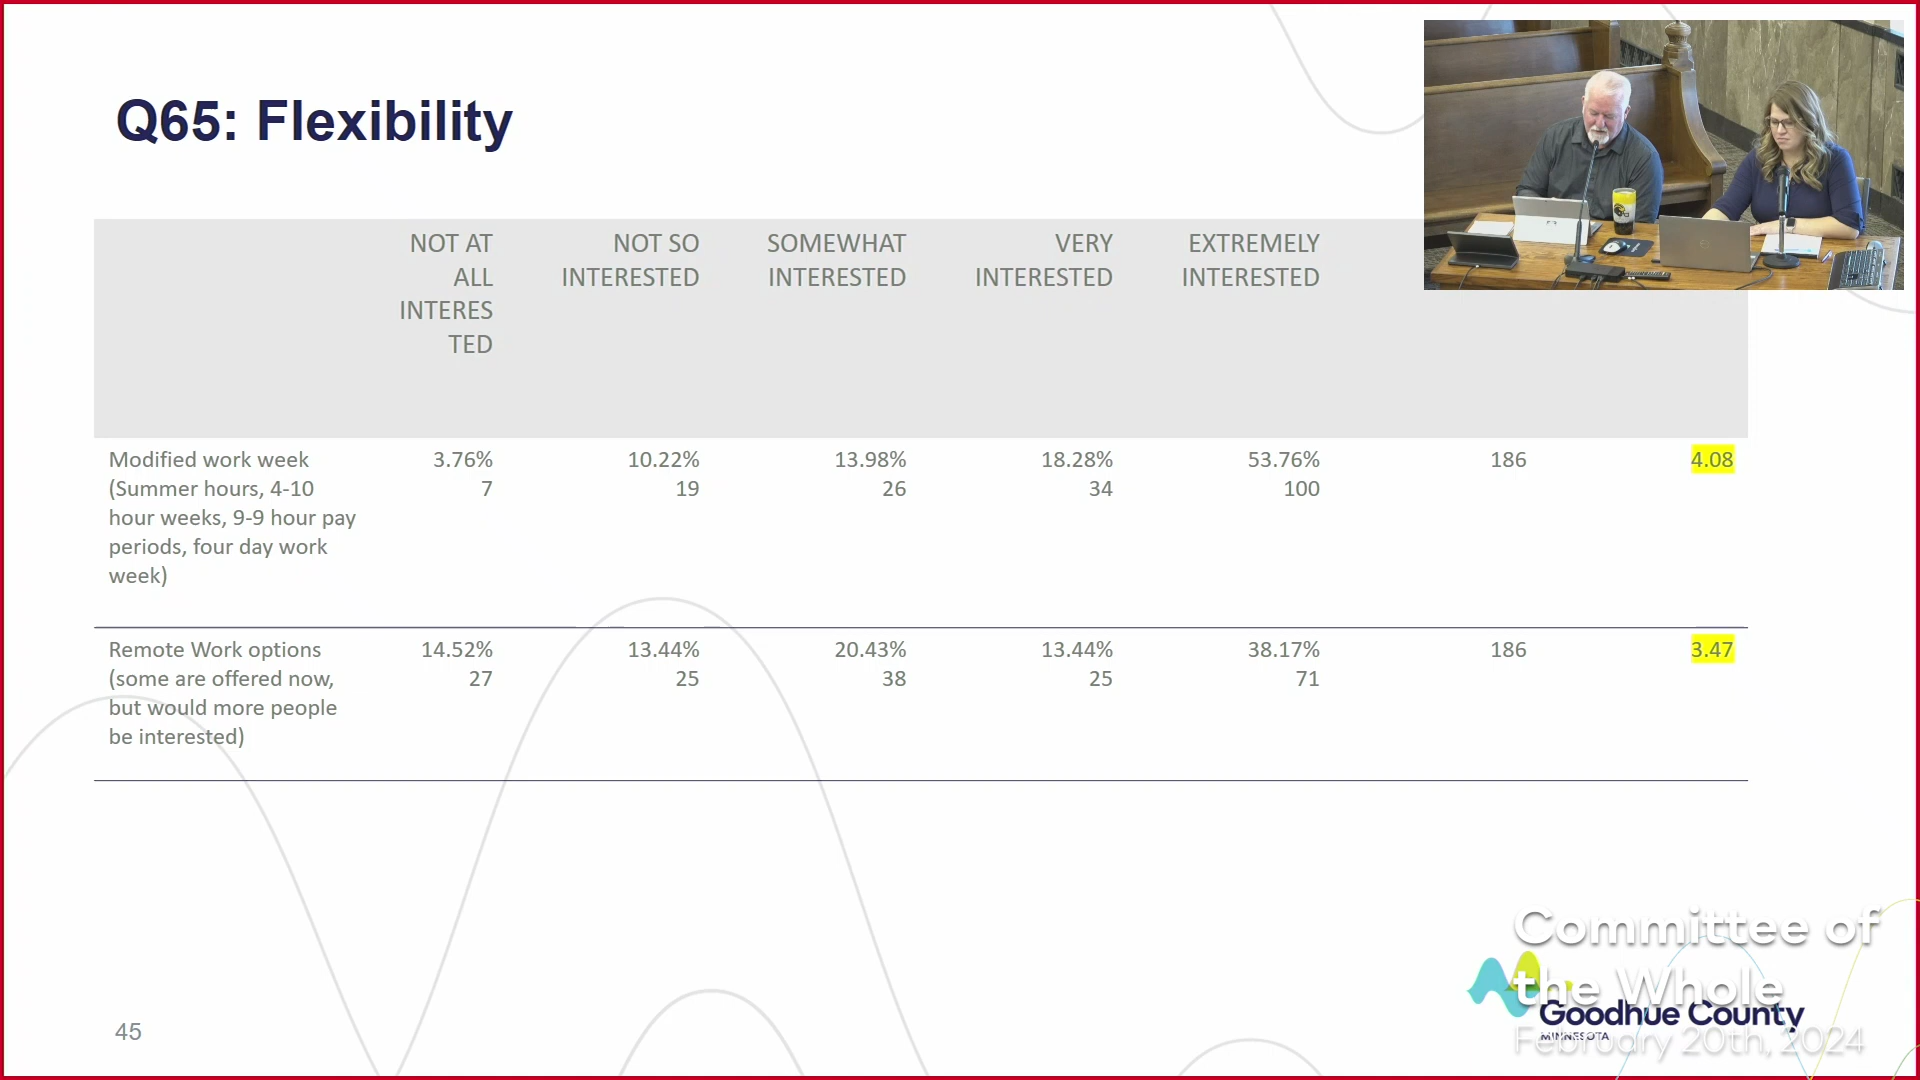 Q65: Flexibility
NOT AT
ALL
INTERES
TED
NOT SO
INTERESTED
SOMEWHAT
INTERESTED
VERY
INTERESTED
EXTREMELY
INTERESTED
Modified work week
(Summer hours, 4-10
hour weeks, 9-9 hour pay
periods, four day work
week)
3.76%
7
10.22%
19
13.98%
26
18.28%
34
53.76%
100
186
4.08
Remote Work options
(some are offered now,
but would more people
be interested)
14.52%
27
13.44%
25
20.43%
38
13.44%
25
38.17%
71
186
3.47
45
Committee of
the Whole
Goodhue County
MINNESOTA
February 20th, 2024